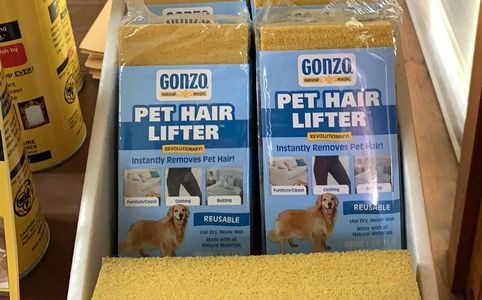 GONZO
natural magic.
PET HAIR
LIFTER
REVOLUTIONARY!
Instantly Removes Pet Hair!
Furniture/Carpet
Clothing
Bedding
REUSABLE
Use Dry, Never Wet
Made with all
Natural Materials
GONZO
natural magic.
PET HAIR
LIFTER
REVOLUTIONARY!
Instantly Removes Pet Hair!
Furniture/Carpet
Clothing
REUSABLE
Use Dry, Never Wet
Made with all
Natural Materials